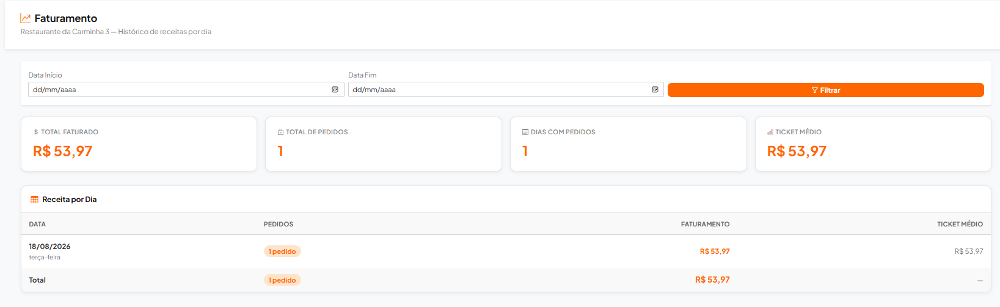 Faturamento
Restaurante da Carminha 3 — Histórico de receitas por dia
Data Início
Data Fim
dd/mm/aaaa
dd/mm/aaaa
Filtrar
$ TOTAL FATURADO
R$ 53,97
TOTAL DE PEDIDOS
1
DIAS COM PEDIDOS
1
TICKET MÉDIO
R$ 53,97
Receita por Dia
DATA PEDIDOS FATURAMENTO TICKET MÉDIO
18/08/2026 1 pedido R$ 53,97 R$ 53,97
terça-feira
Total 1 pedido R$ 53,97 —